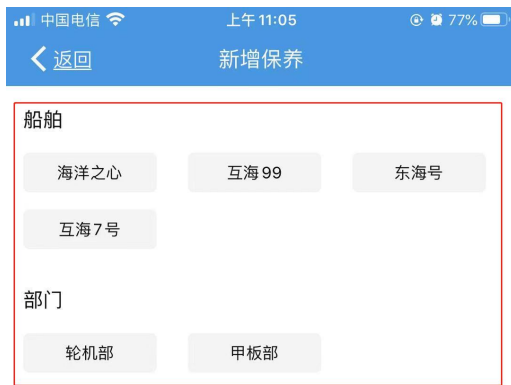 中国电信 上午11:05 77%
返回 新增保养
船舶
海洋之心 互海99 东海号
互海7号
部门
轮机部 甲板部